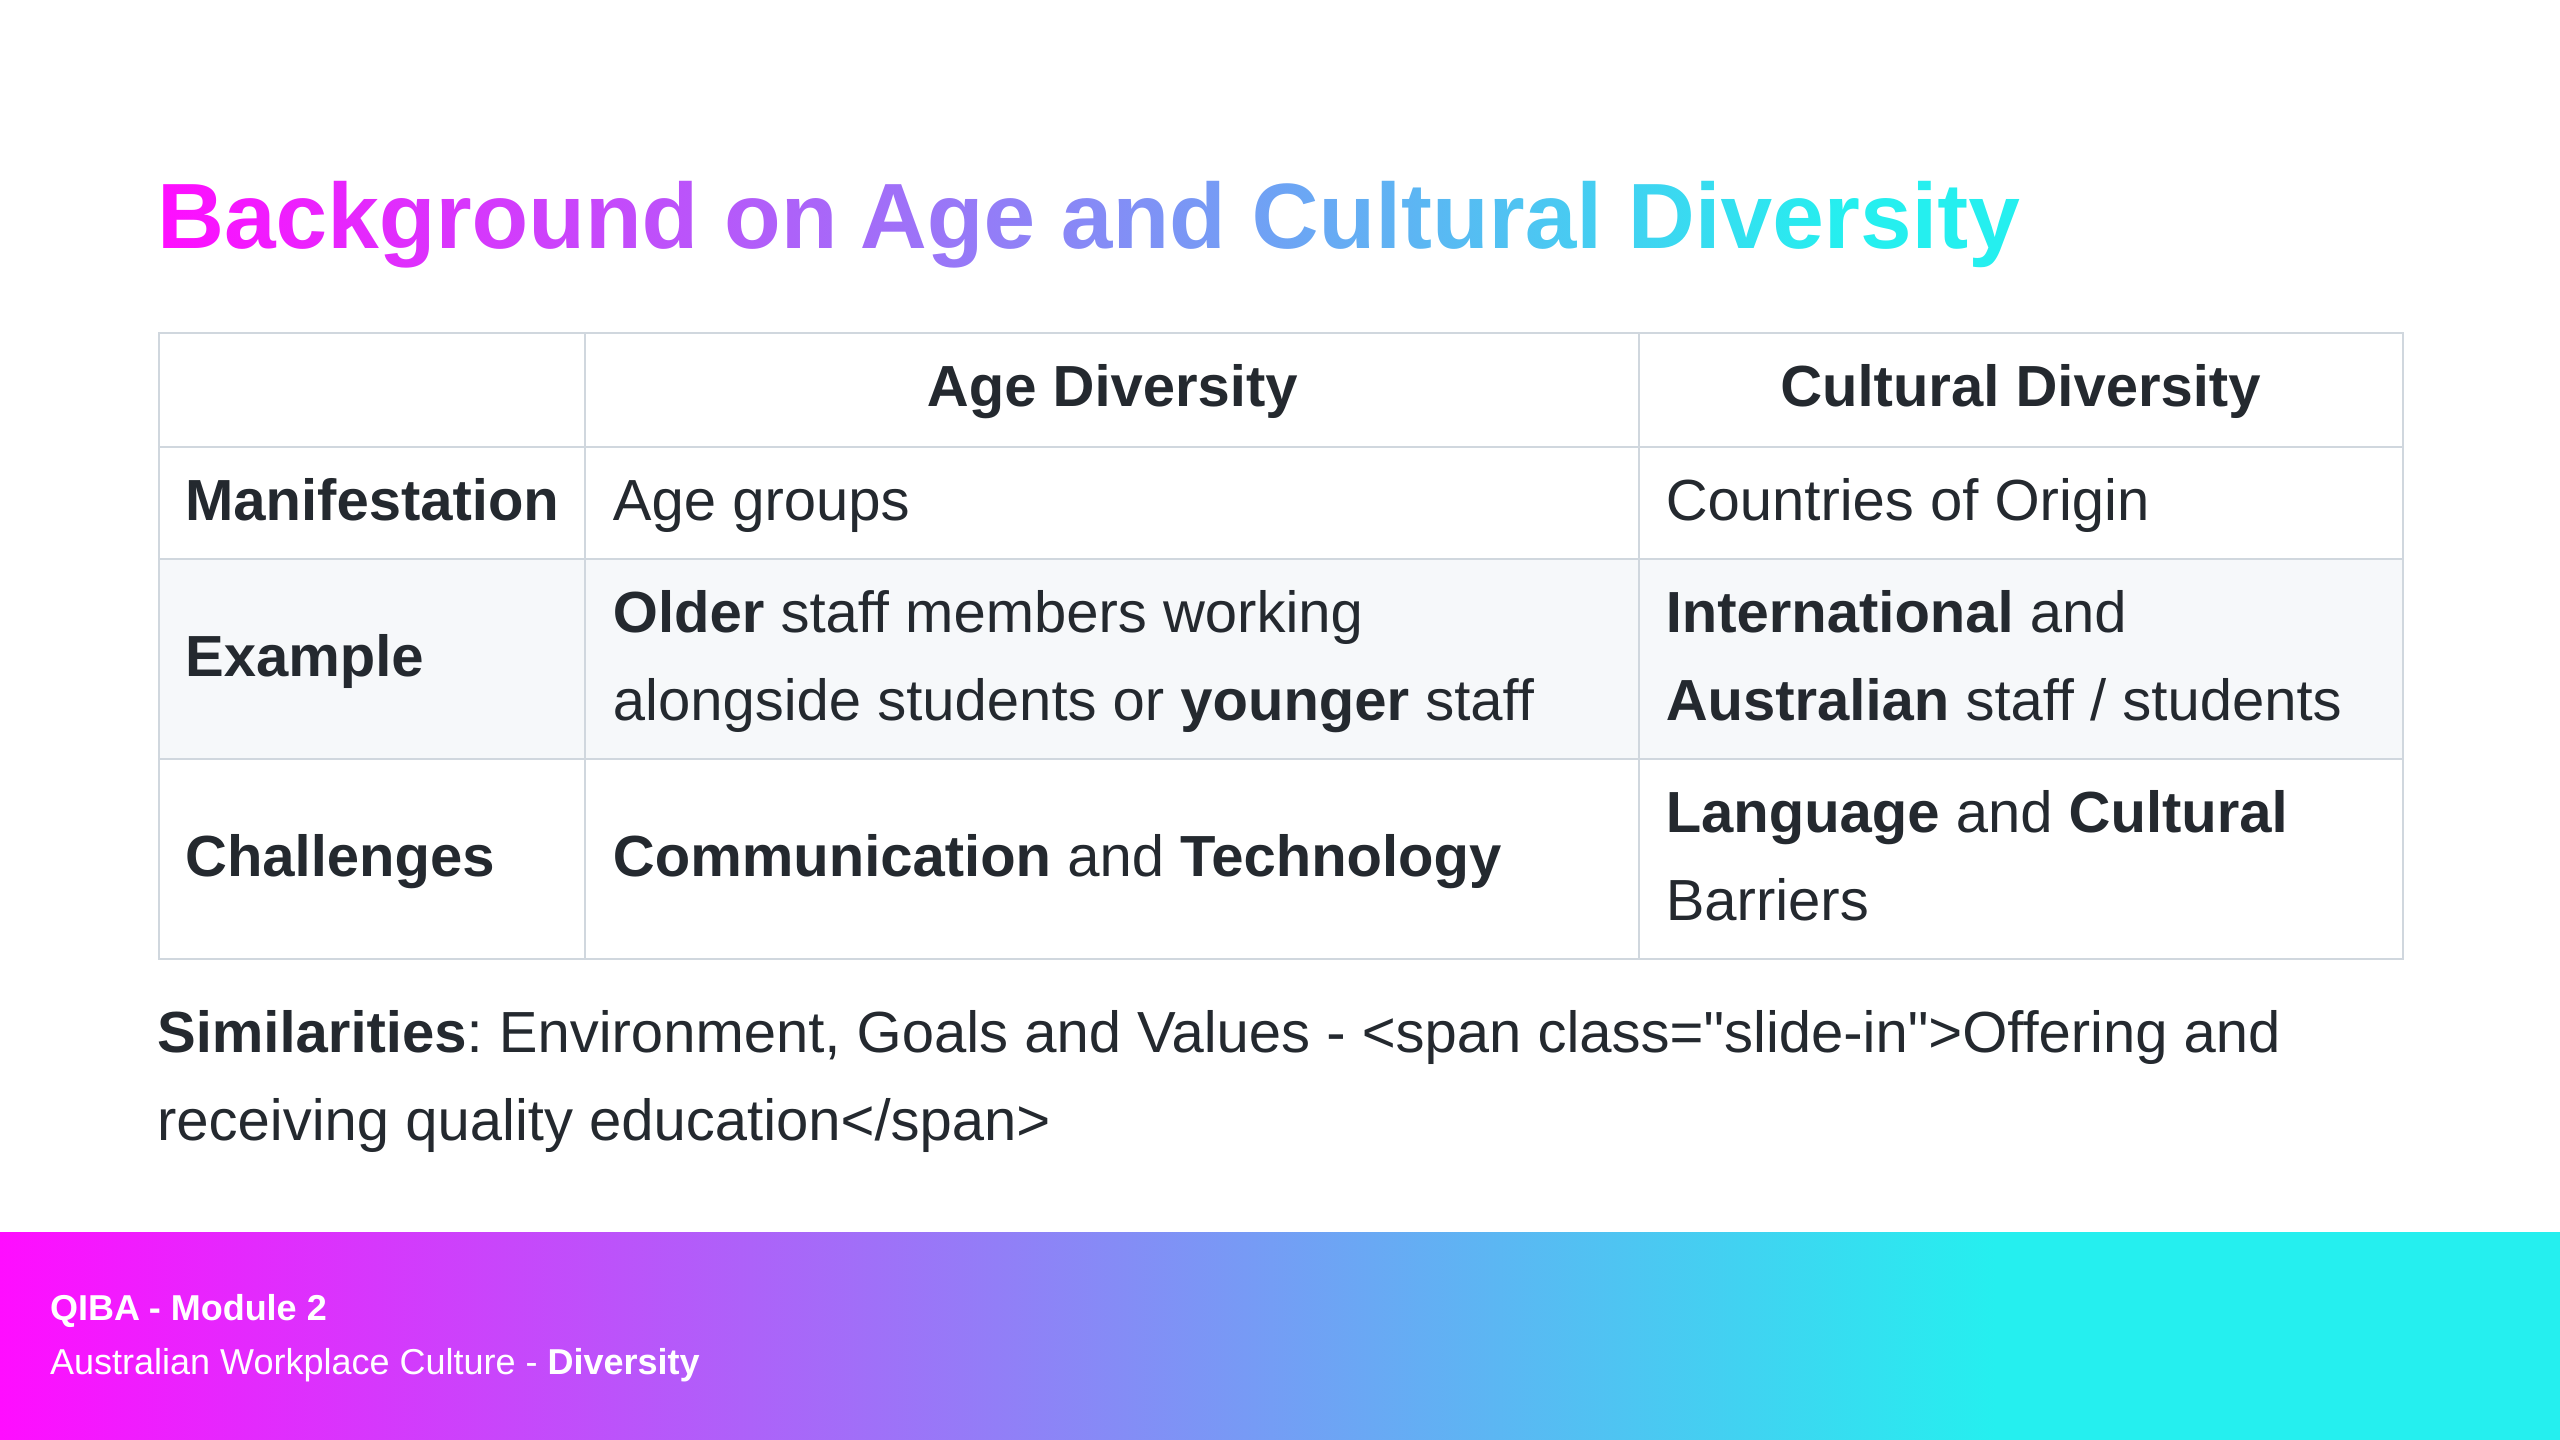 Background on Age and Cultural Diversity
Age Diversity
Cultural Diversity
Manifestation
Age groups
Countries of Origin
Example
Older staff members working
alongside students or younger staff
International and
Australian staff / students
Challenges
Communication and Technology
Language and Cultural
Barriers
Similarities: Environment, Goals and Values - <span class="slide-in">Offering and
receiving quality education</span>
QIBA - Module 2
Australian Workplace Culture - Diversity